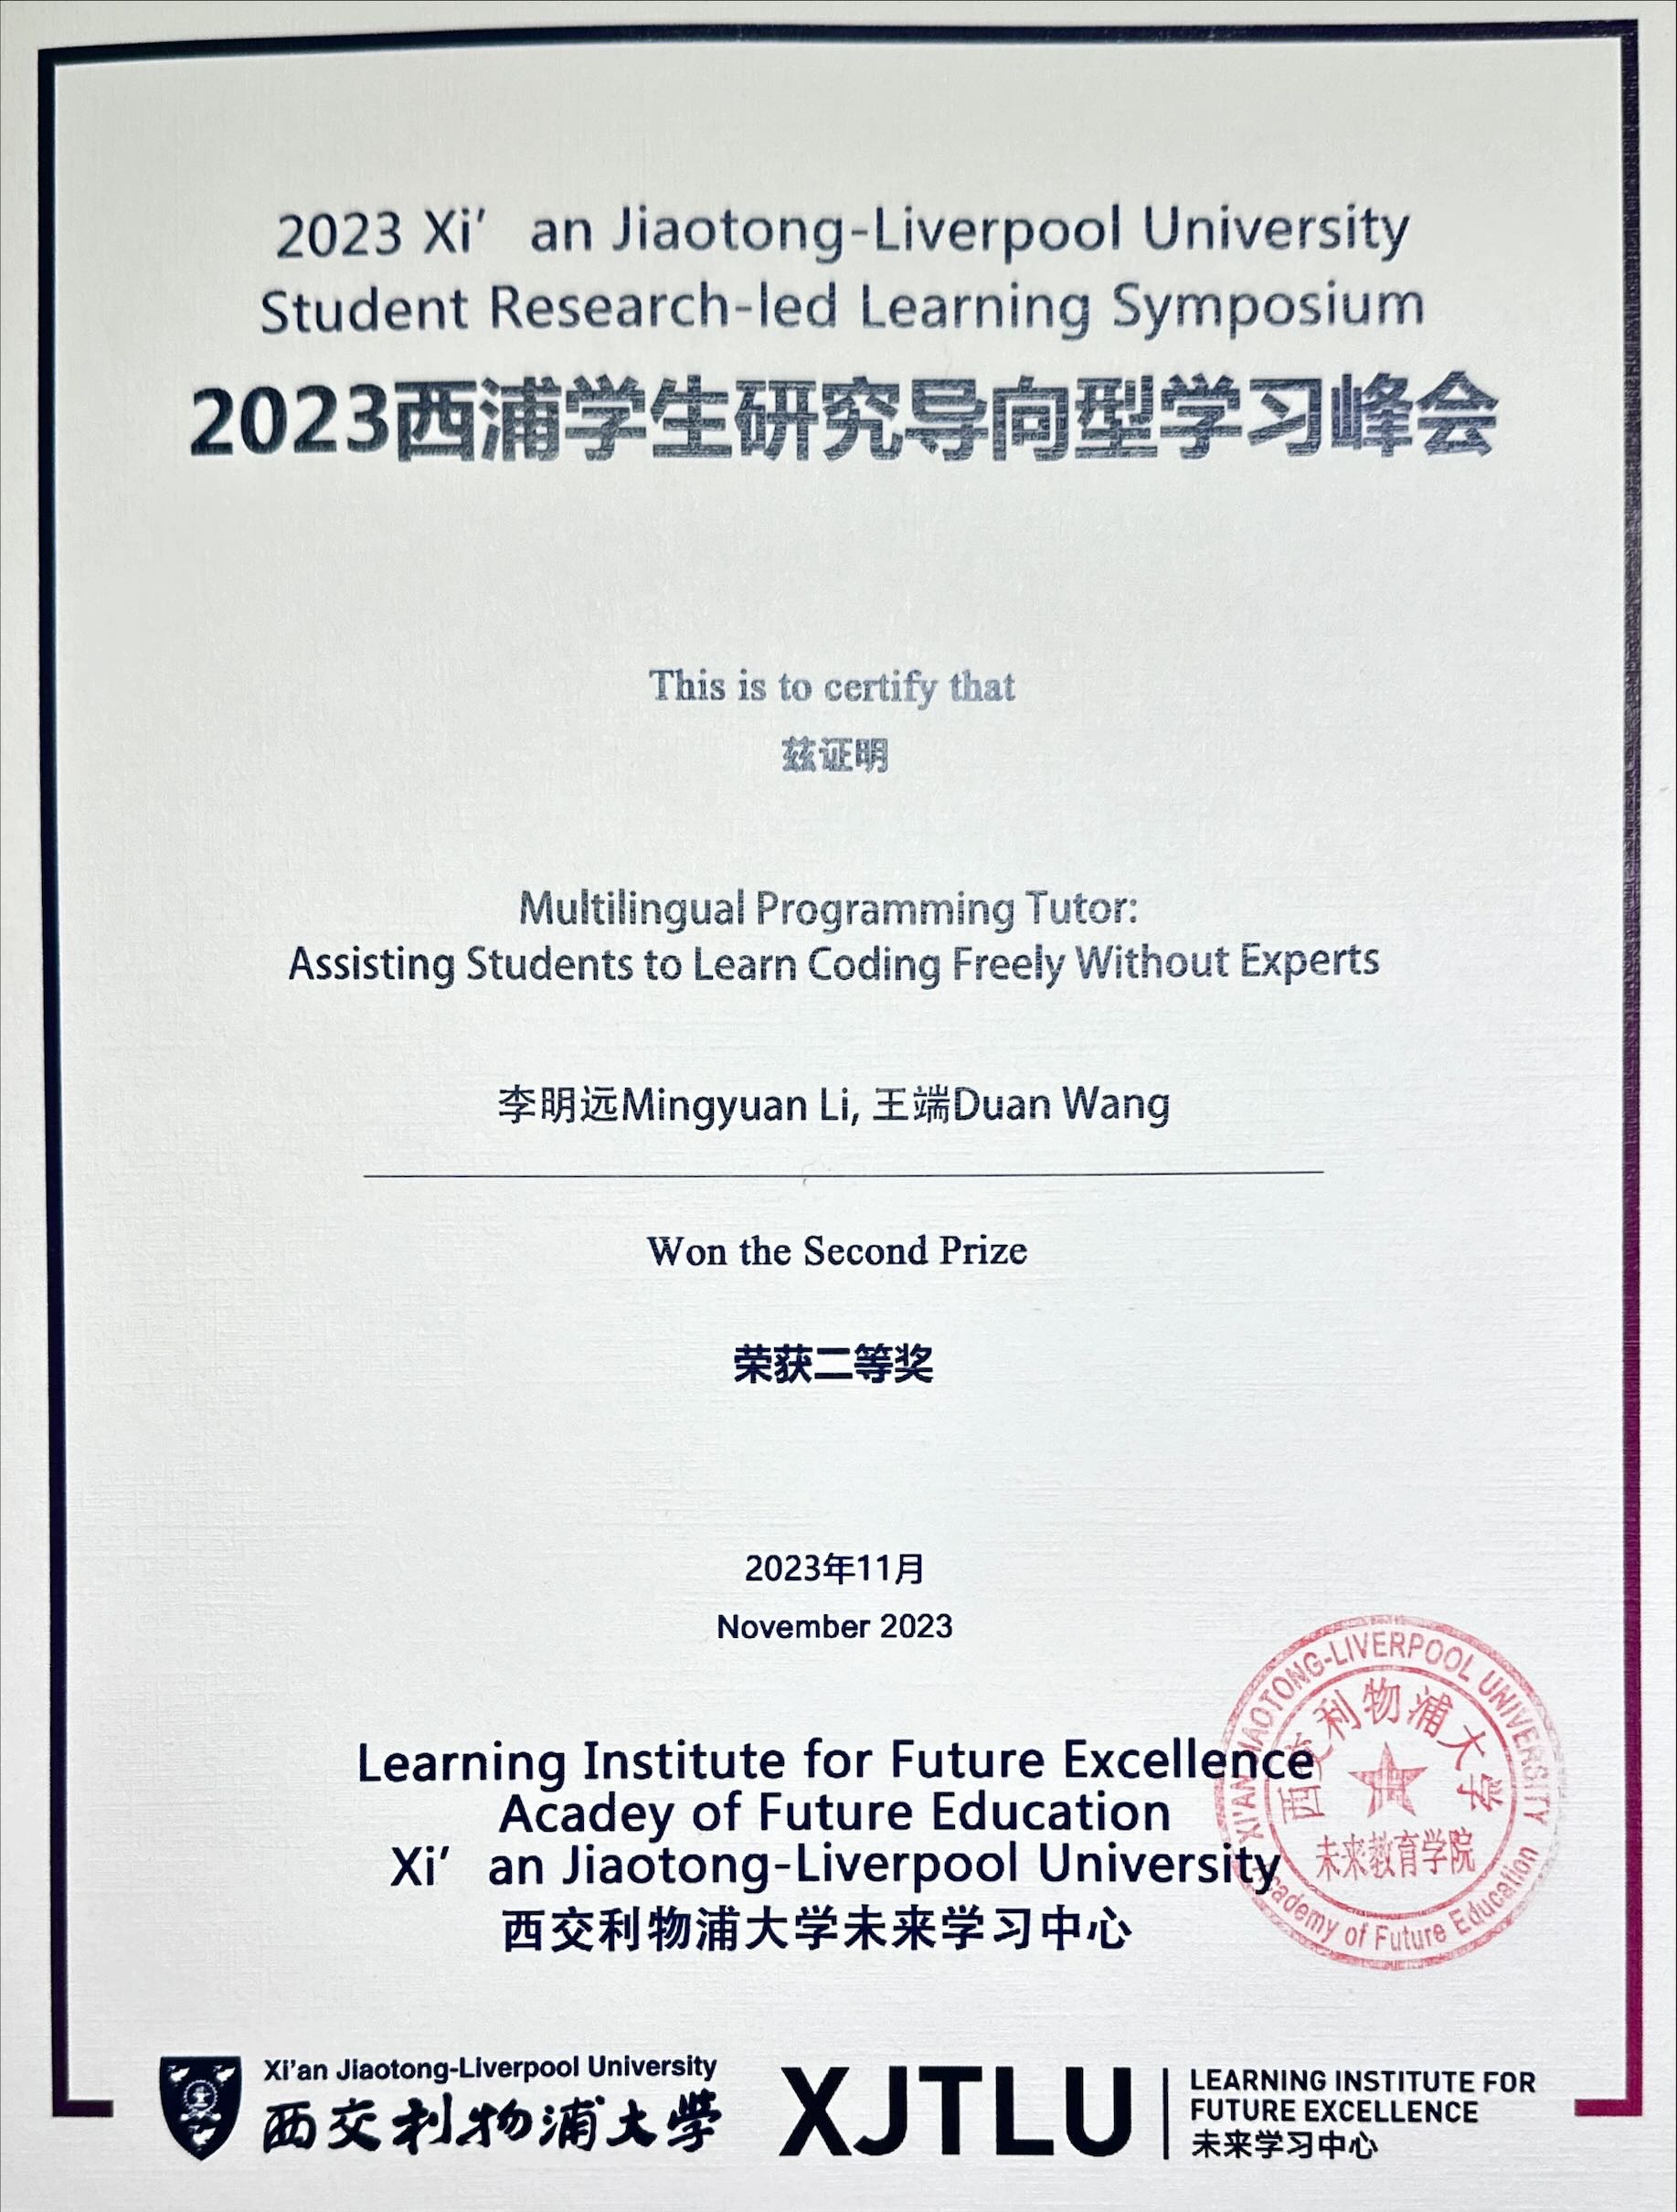 2023 Xi′ an Jiaotong-Liverpool University
Student Research-led Learning Symposium
2023西浦学生研究导向型学习峰会
This is to certify that
兹证明
Multilingual Programming Tutor:
Assisting Students to Learn Coding Freely Without Experts
李明远Mingyuan Li, 王端Duan Wang
Won the Second Prize
荣获二等奖
2023年11月
November 2023
Learning Institute for Future Excellence
Acadey of Future Education
Xi′ an Jiaotong-Liverpool University
西交利物浦大学未来学习中心
XI'AN JIAOTONG-LIVERPOOL UNIVERSITY
西交利物浦大学
未来教育学院
Academy of Future Education
Xi'an Jiaotong-Liverpool University
西交利物浦大學
XJTLU
LEARNING INSTITUTE FOR
FUTURE EXCELLENCE
未来学习中心